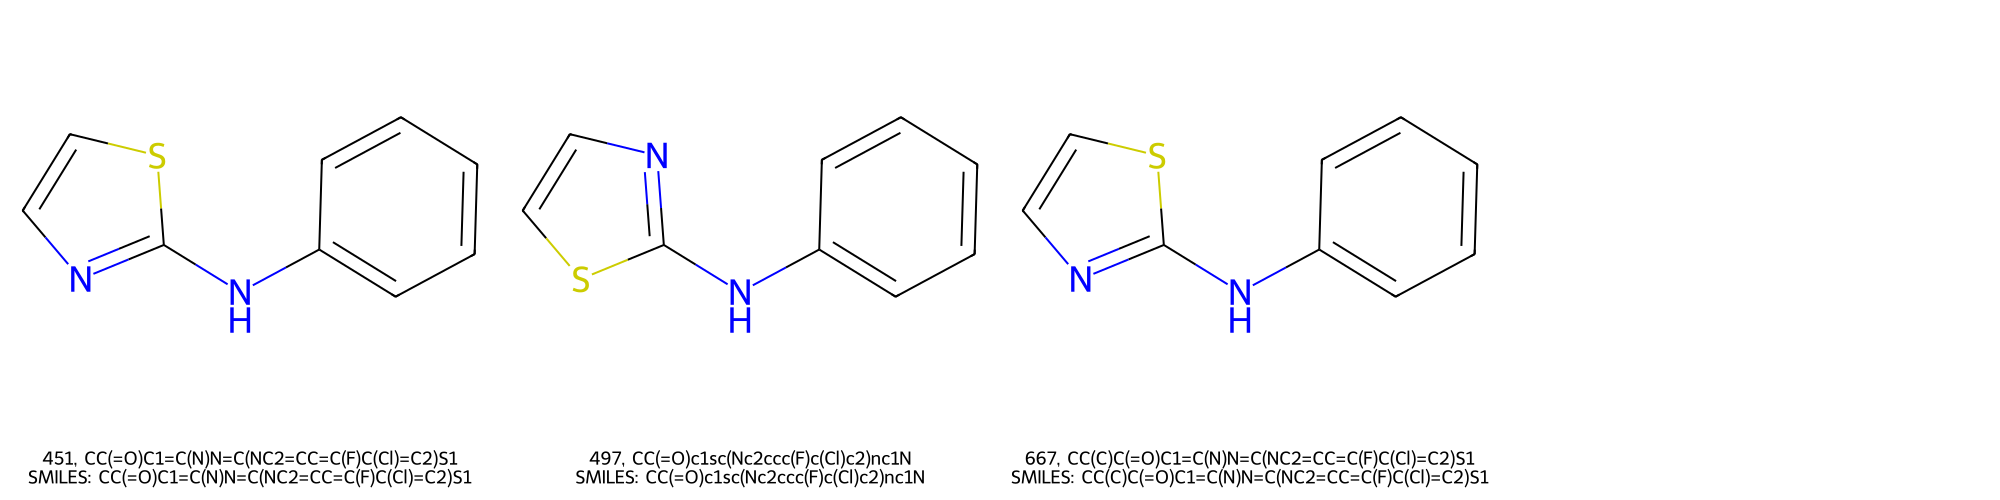 S
N
N
H
N
S
N
H
S
N
N
H
451, CC(=O)C1=C(N)N=C(NC2=CC=C(F)C(Cl)=C2)S1
SMILES: CC(=O)C1=C(N)N=C(NC2=CC=C(F)C(Cl)=C2)S1
497, CC(=O)c1sc(Nc2ccc(F)c(Cl)c2)nc1N
SMILES: CC(=O)c1sc(Nc2ccc(F)c(Cl)c2)nc1N
667, CC(C)C(=O)C1=C(N)N=C(NC2=CC=C(F)C(Cl)=C2)S1
SMILES: CC(C)C(=O)C1=C(N)N=C(NC2=CC=C(F)C(Cl)=C2)S1